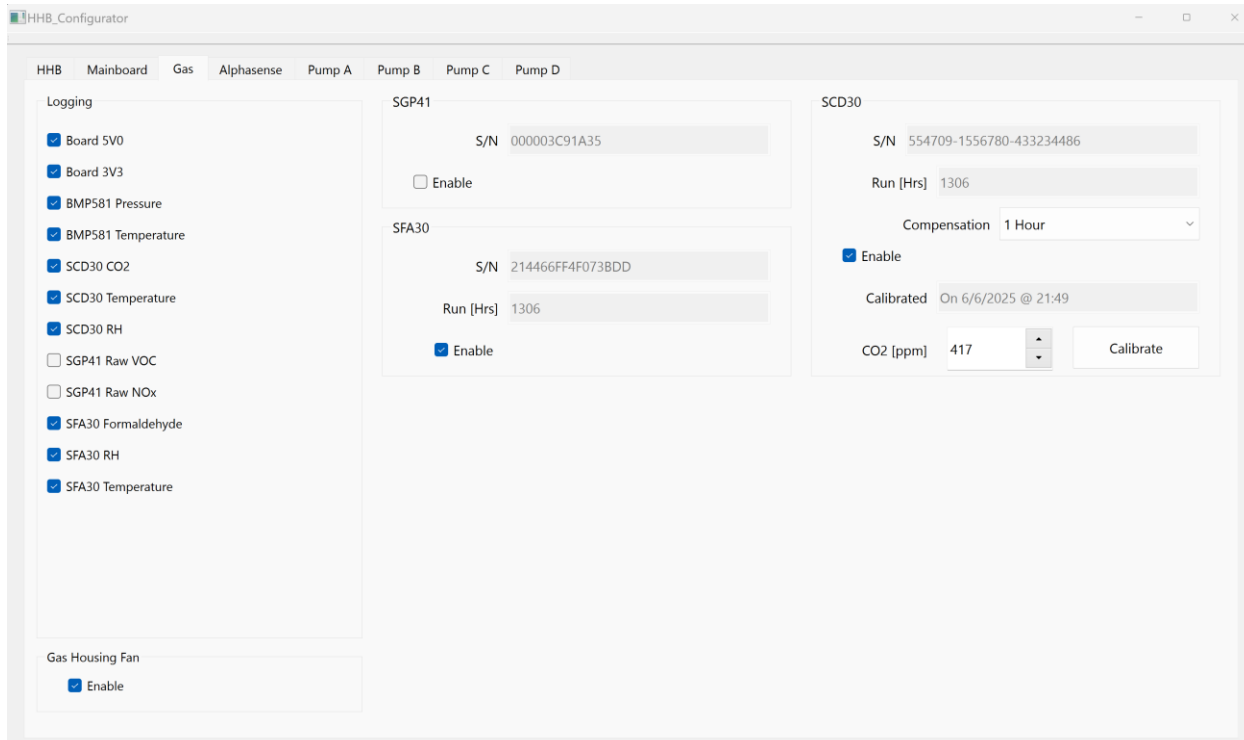 HHB_Configurator
HHB Mainboard Gas Alphasense Pump A Pump B Pump C Pump D
Logging
Board 5V0
Board 3V3
BMP581 Pressure
BMP581 Temperature
SCD30 CO2
SCD30 Temperature
SCD30 RH
SGP41 Raw VOC
SGP41 Raw NOx
SFA30 Formaldehyde
SFA30 RH
SFA30 Temperature
Gas Housing Fan
Enable
SGP41
S/N 000003C91A35
Enable
SFA30
S/N 214466FF4F073BDD
Run [Hrs] 1306
Enable
SCD30
S/N 554709-1556780-433234486
Run [Hrs] 1306
Compensation 1 Hour
Enable
Calibrated On 6/6/2025 @ 21:49
CO2 [ppm] 417 Calibrate